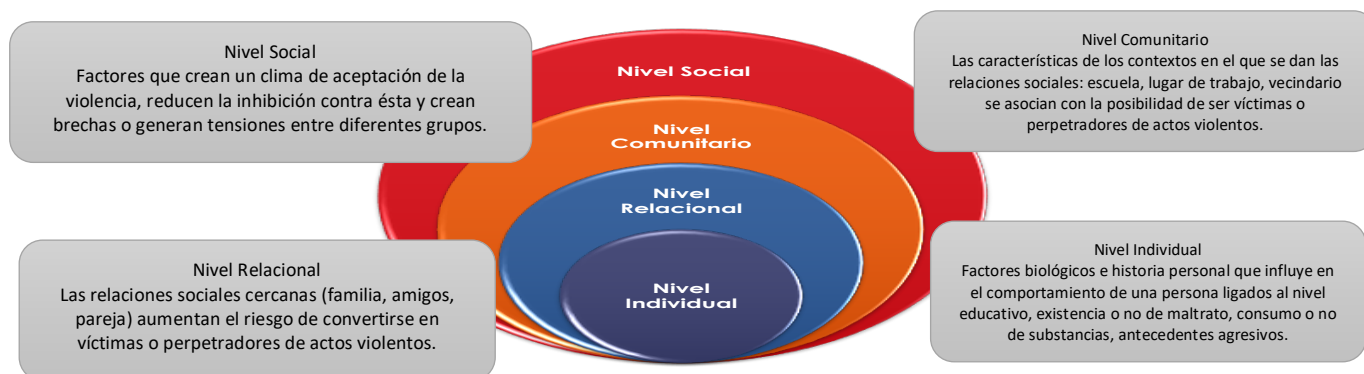 Nivel Social
Factores que crean un clima de aceptación de la
violencia, reducen la inhibición contra ésta y crean
brechas o generan tensiones entre diferentes grupos.
Nivel Social
Nivel
Comunitario
Nivel
Relacional
Nivel
Individual
Nivel Comunitario
Las características de los contextos en el que se dan las
relaciones sociales: escuela, lugar de trabajo, vecindario
se asocian con la posibilidad de ser víctimas o
perpetradores de actos violentos.
Nivel Relacional
Las relaciones sociales cercanas (familia, amigos,
pareja) aumentan el riesgo de convertirse en
víctimas o perpetradores de actos violentos.
Nivel Individual
Factores biológicos e historia personal que influye en
el comportamiento de una persona ligados al nivel
educativo, existencia o no de maltrato, consumo o no
de substancias, antecedentes agresivos.